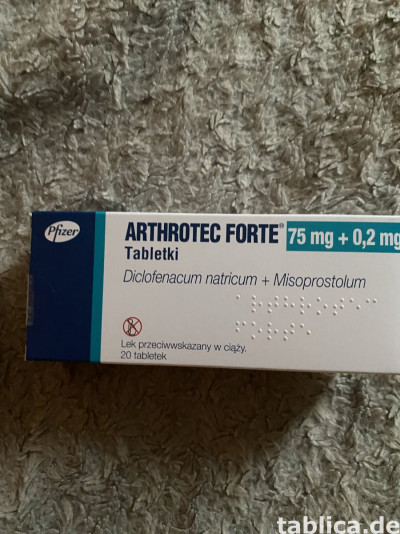 Pfizer
ARTHROTEC FORTE® 75 mg + 0,2 mg
Tabletki
Diclofenacum natricum + Misoprostolum
Lek przeciwwskazany w ciąży.
20 tabletek
tablica.de